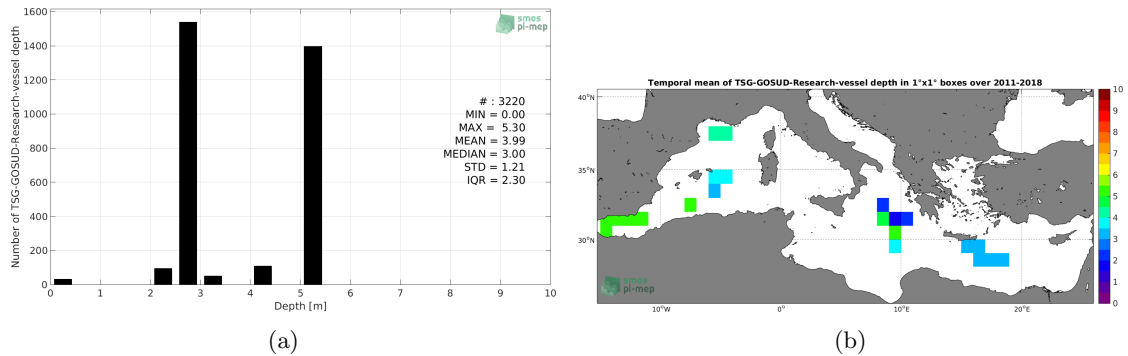 1600
1400
1200
1000
800
600
400
200
0
Number of TSG-GOSUD-Research-vessel depth
smos
pi-mep
# : 3220
MIN = 0.00
MAX = 5.30
MEAN = 3.99
MEDIAN = 3.00
STD = 1.21
IQR = 2.30
0 1 2 3 4 5 6 7 8 9 10
Depth [m]
(a)
Temporal mean of TSG-GOSUD-Research-vessel depth in 1°x1° boxes over 2011-2018
40°N
35°N
30°N
10°W 0° 10°E 20°E
smos
pi-mep
10
9
8
7
6
5
4
3
2
1
0
(b)